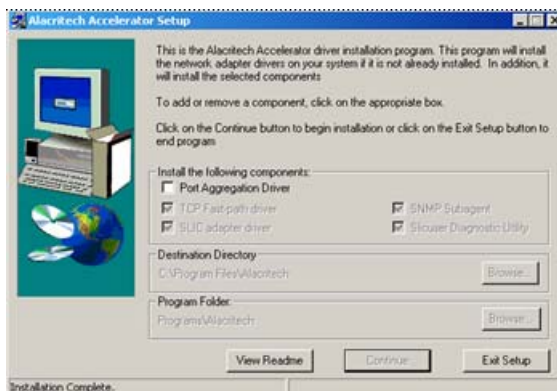 Alacritech Accelerator Setup
This is the Alacritech Accelerator driver installation program. This program will install
the network adapter drivers on your system if it is not already installed. In addition, it
will install the selected components
To add or remove a component, click on the appropriate box.
Click on the Continue button to begin installation or click on the Exit Setup button to
end program
Install the following components:
Port Aggregation Driver
TCP Fast-path driver
SNMP Subagent
SLIC adapter driver
Slicuser Diagnostic Utility
Destination Directory
C:\Program Files\Alacritech
Browse...
Program Folder
Programs\Alacritech
Browse...
View Readme
Continue
Exit Setup
Installation Complete.